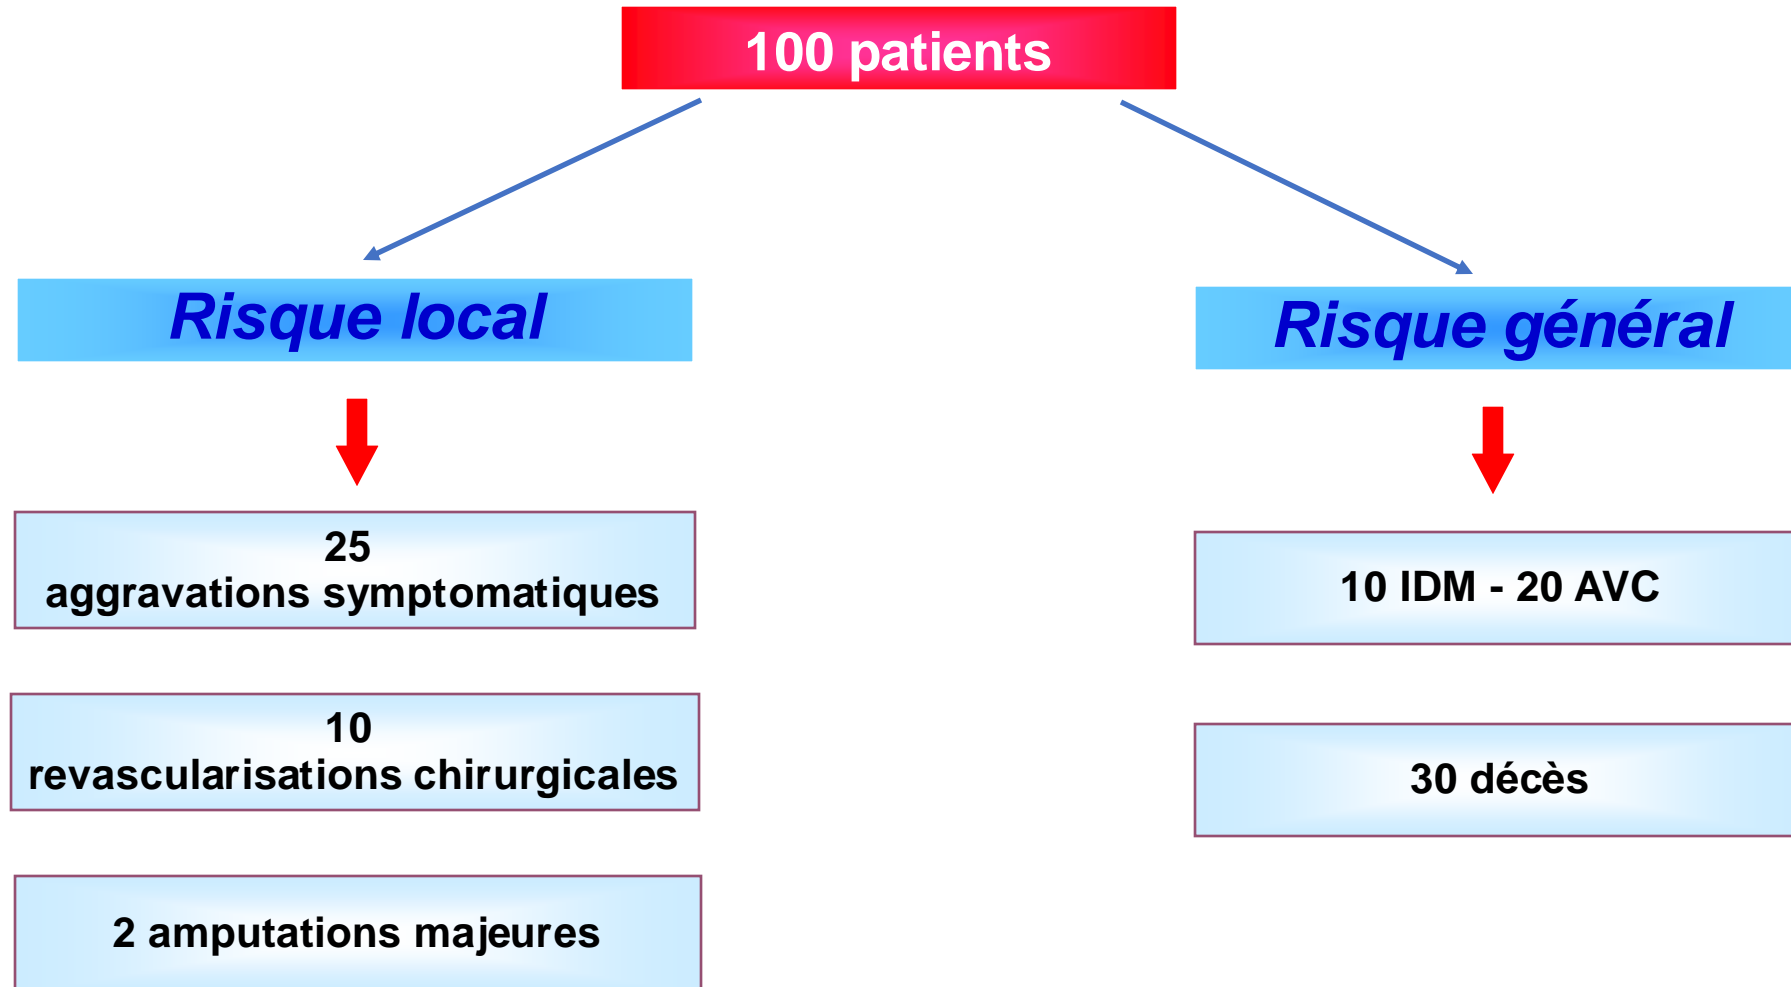 100 patients
Risque local
Risque général
25
aggravations symptomatiques
10
revascularisations chirurgicales
2 amputations majeures
10 IDM - 20 AVC
30 décès